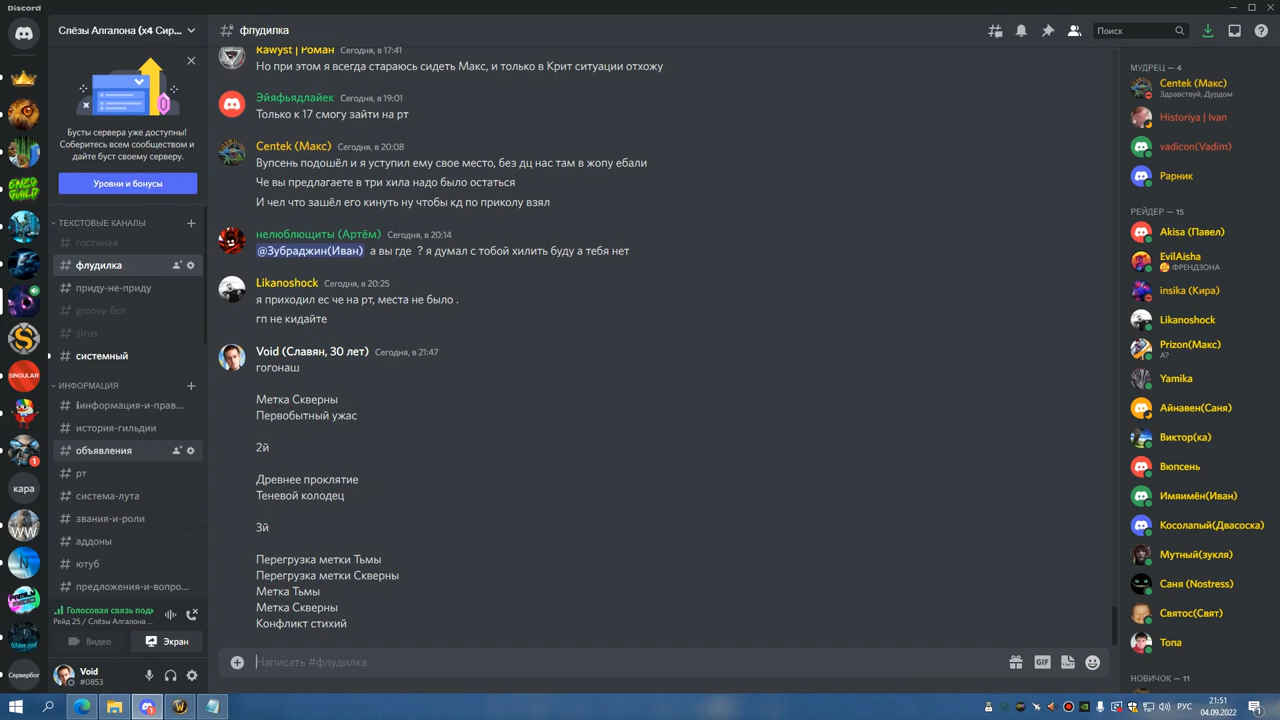 Discord
Слёзы Алгалона (x4 Сир...
флудилка
Поиск
Бусты сервера уже доступны!
Соберитесь всем сообществом и
дайте буст своему серверу.
Уровни и бонусы
ТЕКСТОВЫЕ КАНАЛЫ
гостиная
флудилка
приду-не-приду
groovy-бот
sirus
системный
ИНФОРМАЦИЯ
информация-и-прав...
история-гильдии
объявления
рт
система-лута
звания-и-роли
аддоны
ютуб
предложения-и-вопро...
Голосовая связь подк
Рейд 25 / Слёзы Алгалона ...
Видео
Экран
Void
#0853
ENZO
GUILD
SINGULAR
1
кара
WW
Сервербог
Rawyst | Роман Сегодня, в 17:41
Но при этом я всегда стараюсь сидеть Макс, и только в Крит ситуации отхожу
Эйяфьядлайек Сегодня, в 19:01
Только к 17 смогу зайти на рт
Centek (Макс) Сегодня, в 20:08
Вупсень подошёл и я уступил ему свое место, без дц нас там в жопу ебали
Че вы предлагаете в три хила надо было остаться
И чел что зашёл его кинуть ну чтобы кд по приколу взял
нелюблющиты (Артём) Сегодня, в 20:14
@Зубраджин(Иван) а вы где ? я думал с тобой хилить буду а тебя нет
Likanoshock Сегодня, в 20:25
я приходил ес че на рт, места не было .
гп не кидайте
Void (Славян, 30 лет) Сегодня, в 21:47
гогонаш
Метка Скверны
Первобытный ужас
2й
Древнее проклятие
Теневой колодец
3й
Перегрузка метки Тьмы
Перегрузка метки Скверны
Метка Тьмы
Метка Скверны
Конфликт стихий
Написать #флудилка
GIF
МУДРЕЦ — 4
Centek (Макс)
Здравствуй, Дурдом
Historiya | Ivan
vadicon(Vadim)
Рарник
РЕЙДЕР — 15
Akisa (Павел)
EvilAisha
ФРЕНДЗОНА
insika (Кира)
Likanoshock
Prizon(Макс)
А?
Yamika
Айнавен(Саня)
Виктор(ка)
Вюпсень
Имяимён(Иван)
Косолапый(Двасоска)
Мутный(зукля)
Саня (Nostress)
Святос(Свят)
Топа
НОВИЧОК — 11
РУС
21:51
04.09.2022